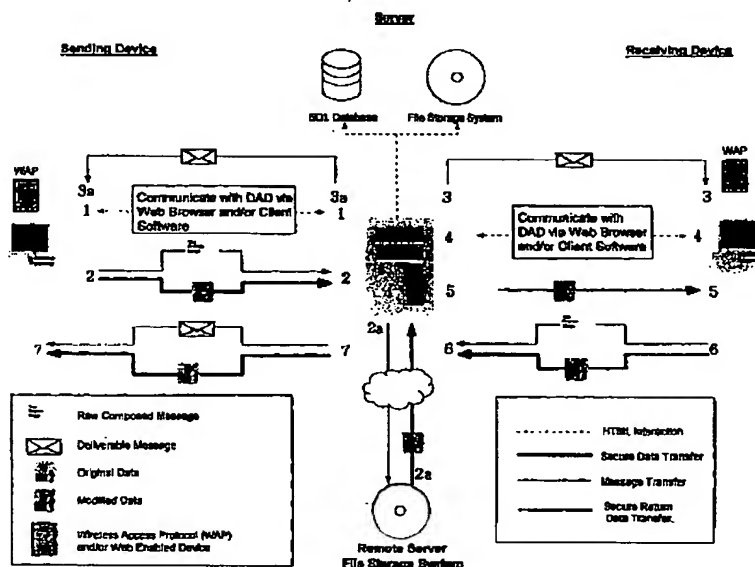 Server
Sending Device
Receiving Device
SQL Database
File Storage System
WAP
WAP
3a
3a
3
3
1
Communicate with DAD via
Web Browser and/or Client
Software
1
4
Communicate with
DAD via Web Browser
and/or Client Software
4
2
2
5
5
7
7
2a
6
6
2a
Raw Composed Message
Deliverable Message
Original Data
Modified Data
Wireless Access Protocol (WAP)
and/or Web Enabled Device
HTML Interaction
Secure Data Transfer
Message Transfer
Secure Return
Data Transfer
Remote Server
File Storage System